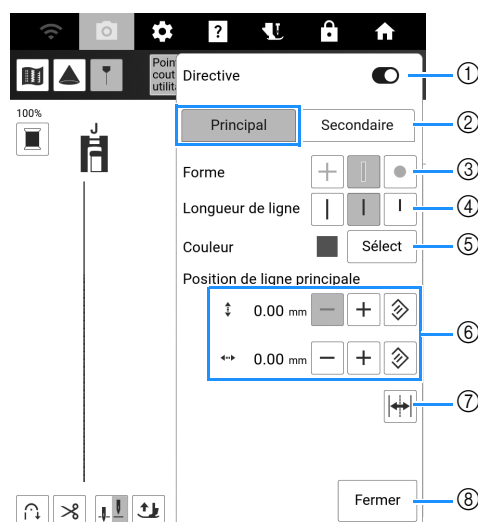 ?
Poin
cout
utilit
Directive
①
100%
Principal
Secondaire
②
J
Forme
③
Longueur de ligne
④
Couleur
Sélect
⑤
Position de ligne principale
0.00 mm
⑥
0.00 mm
⑦
Fermer
⑧